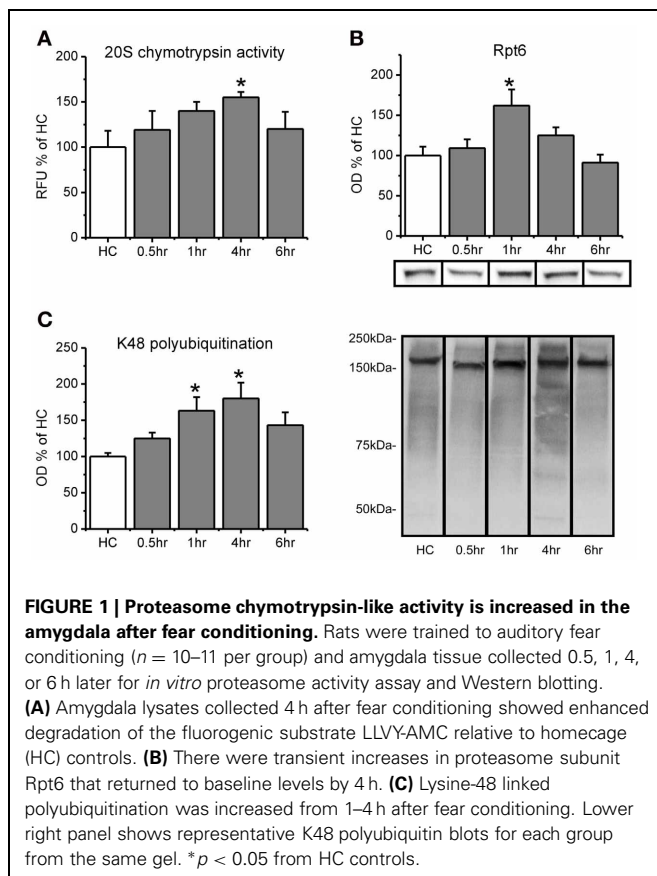 A
20S chymotrypsin activity
RFU % of HC
250
200
150
100
50
0
*
HC 0.5hr 1hr 4hr 6hr
B
Rpt6
OD % of HC
250
200
150
100
50
0
*
HC 0.5hr 1hr 4hr 6hr
C
K48 polyubiquitination
OD % of HC
250
200
150
100
50
0
* *
HC 0.5hr 1hr 4hr 6hr
250kDa-
150kDa-
75kDa-
50kDa-
HC 0.5hr 1hr 4hr 6hr
FIGURE 1 | Proteasome chymotrypsin-like activity is increased in the
amygdala after fear conditioning. Rats were trained to auditory fear
conditioning (n = 10–11 per group) and amygdala tissue collected 0.5, 1, 4,
or 6 h later for in vitro proteasome activity assay and Western blotting.
(A) Amygdala lysates collected 4 h after fear conditioning showed enhanced
degradation of the fluorogenic substrate LLVY-AMC relative to homecage
(HC) controls. (B) There were transient increases in proteasome subunit
Rpt6 that returned to baseline levels by 4 h. (C) Lysine-48 linked
polyubiquitination was increased from 1–4 h after fear conditioning. Lower
right panel shows representative K48 polyubiquitin blots for each group
from the same gel. *p < 0.05 from HC controls.